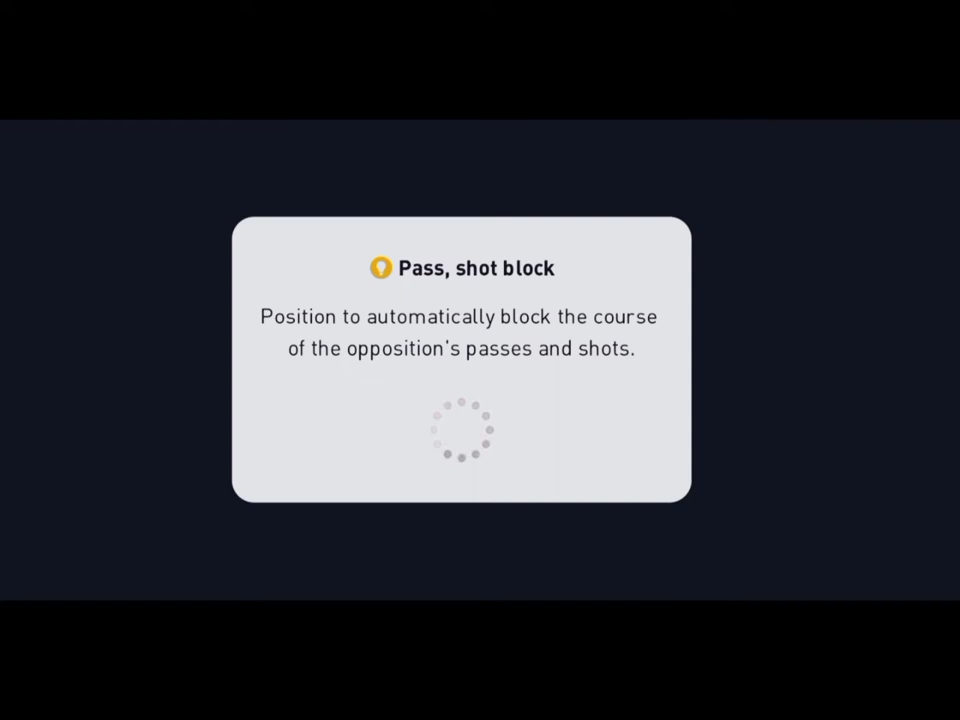 Pass, shot block
Position to automatically block the course
of the opposition's passes and shots.